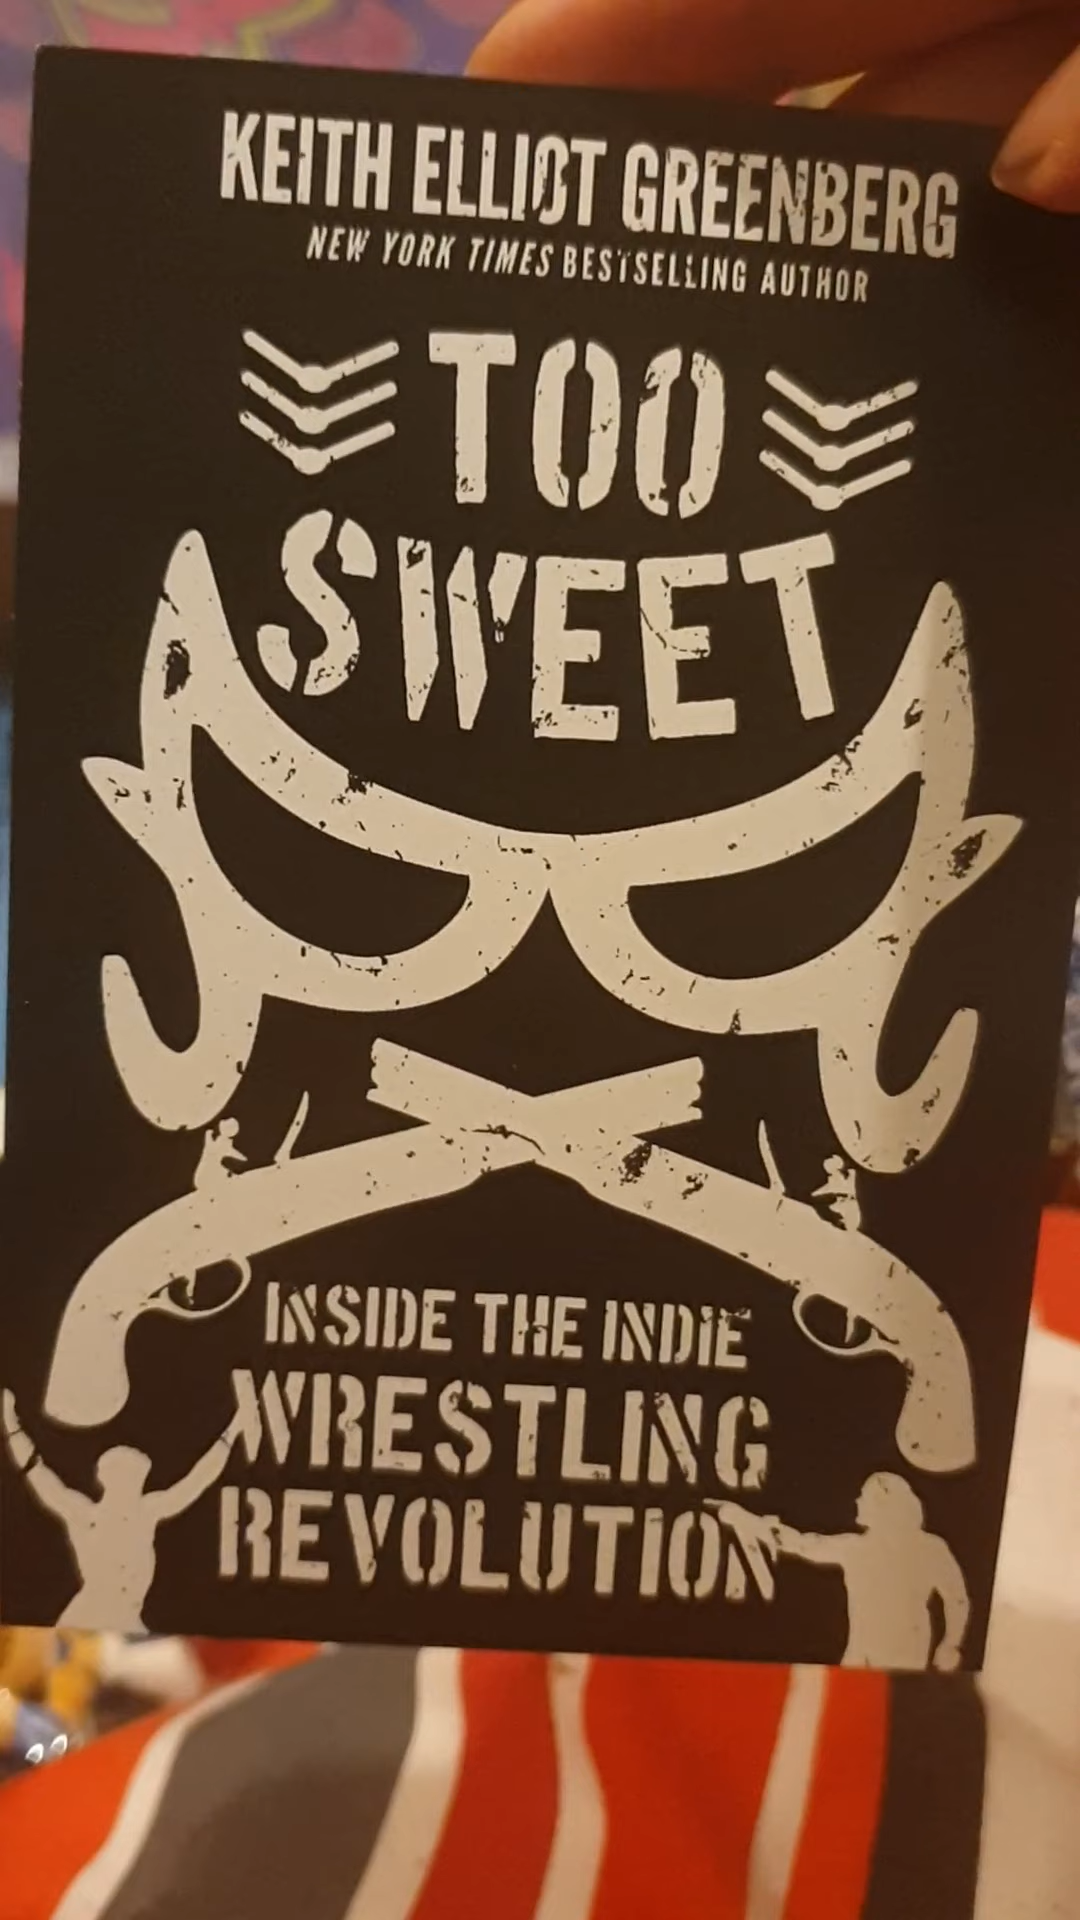 KEITH ELLIOT GREENBERG
NEW YORK TIMES BESTSELLING AUTHOR
TOO
SWEET
INSIDE THE INDIE
WRESTLING
REVOLUTION